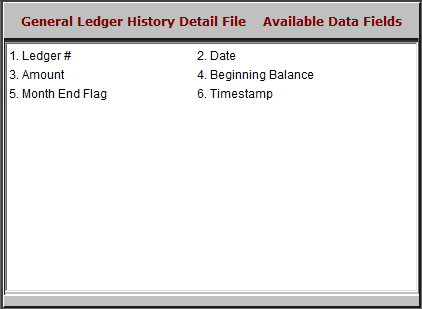 General Ledger History Detail File    Available Data Fields
1. Ledger #    2. Date
3. Amount    4. Beginning Balance
5. Month End Flag    6. Timestamp